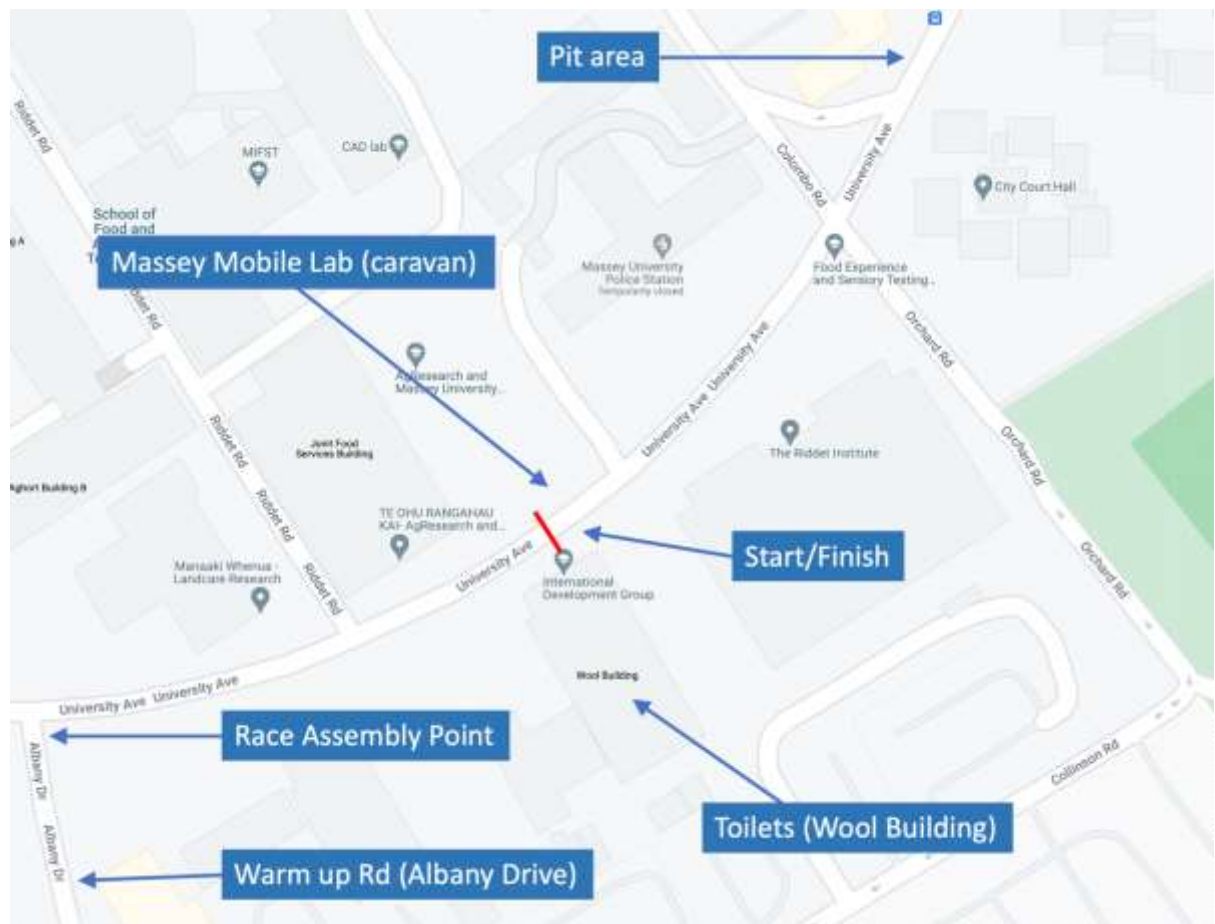 Pit area
Riddet Rd
MIFST
CAD lab
Colombo Rd
University Ave
City Court Hall
School of
Food and
Massey Mobile Lab (caravan)
Massey University
Police Station
Temporarily closed
Food Experience
and Sensory Testing...
Riddet Rd
Orchard Rd
AgResearch and
Massey University...
University Ave University Ave
Riddet Rd
Joint Food
Services Building
The Riddet Institute
Orchard Rd
Building B
Riddet Rd
TE OHU RANGAHAU
KAI- AgResearch and...
Start/Finish
Orchard Rd
Manaaki Whenua -
Landcare Research
Riddet Rd
University Ave
International
Development Group
Wool Building
University Ave University Ave
Race Assembly Point
Albany Dr
Collinson Rd
Toilets (Wool Building)
Albany Dr
Warm up Rd (Albany Drive)